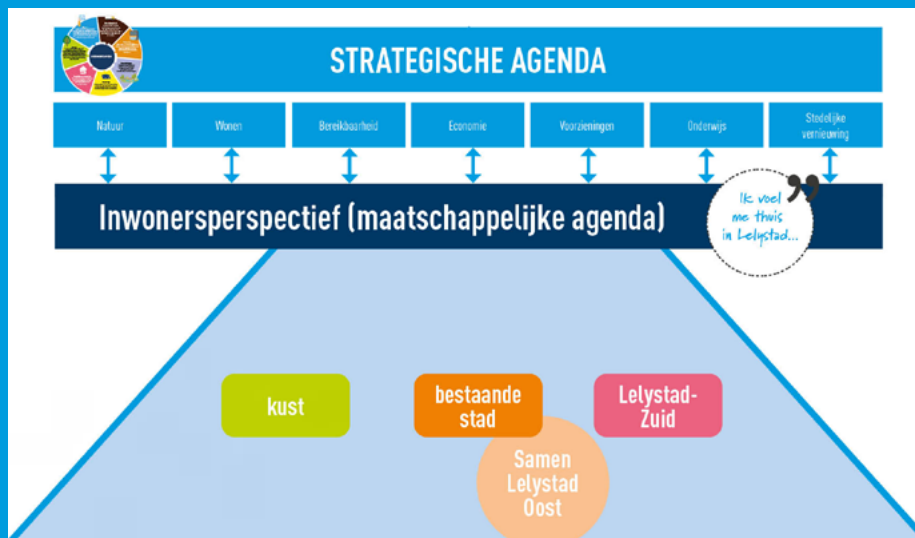 STRATEGISCHE AGENDA
Natuur
Wonen
Bereikbaarheid
Economie
Voorzieningen
Onderwijs
Stedelijke
vernieuwing
Inwonersperspectief (maatschappelijke agenda)
”
Ik voel
me thuis
in Lelystad...
kust
bestaande
stad
Lelystad-
Zuid
Samen
Lelystad
Oost